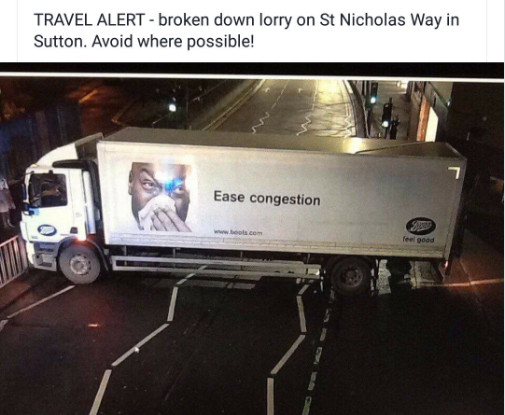 TRAVEL ALERT - broken down lorry on St Nicholas Way in
Sutton. Avoid where possible!
Ease congestion
www.boots.com
Boots
feel good